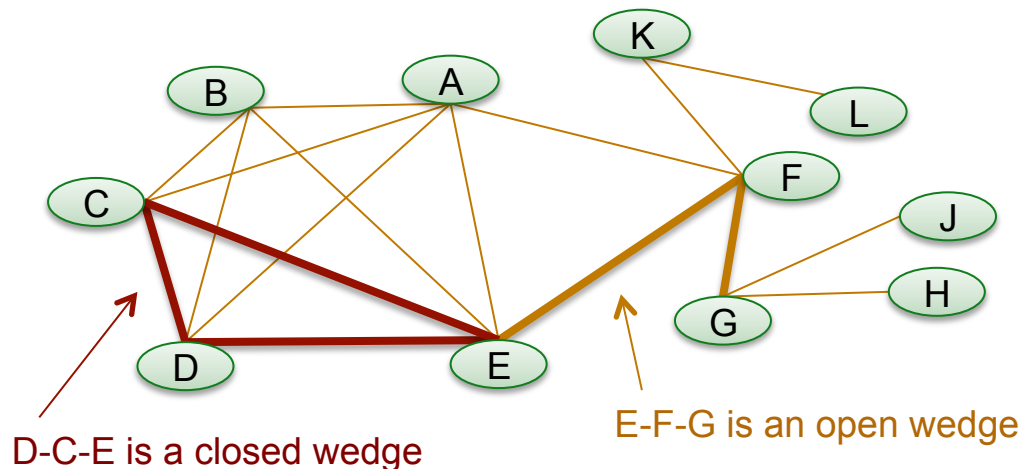 K
A
B
L
F
C
J
H
G
D
E
E-F-G is an open wedge
D-C-E is a closed wedge